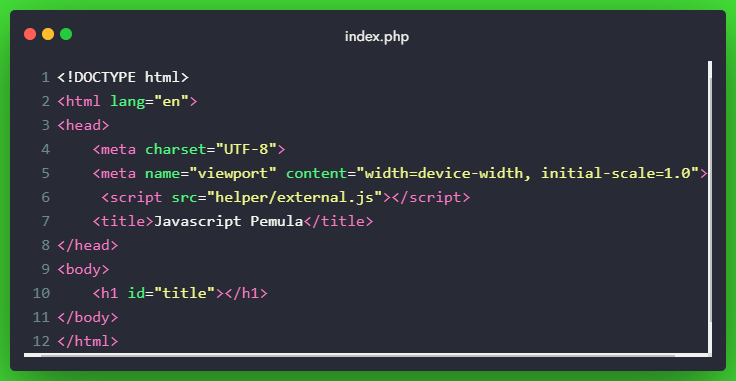 index.php
1 <!DOCTYPE html>
2 <html lang="en">
3 <head>
4     <meta charset="UTF-8">
5     <meta name="viewport" content="width=device-width, initial-scale=1.0">
6      <script src="helper/external.js"></script>
7     <title>Javascript Pemula</title>
8 </head>
9 <body>
10     <h1 id="title"></h1>
11 </body>
12 </html>